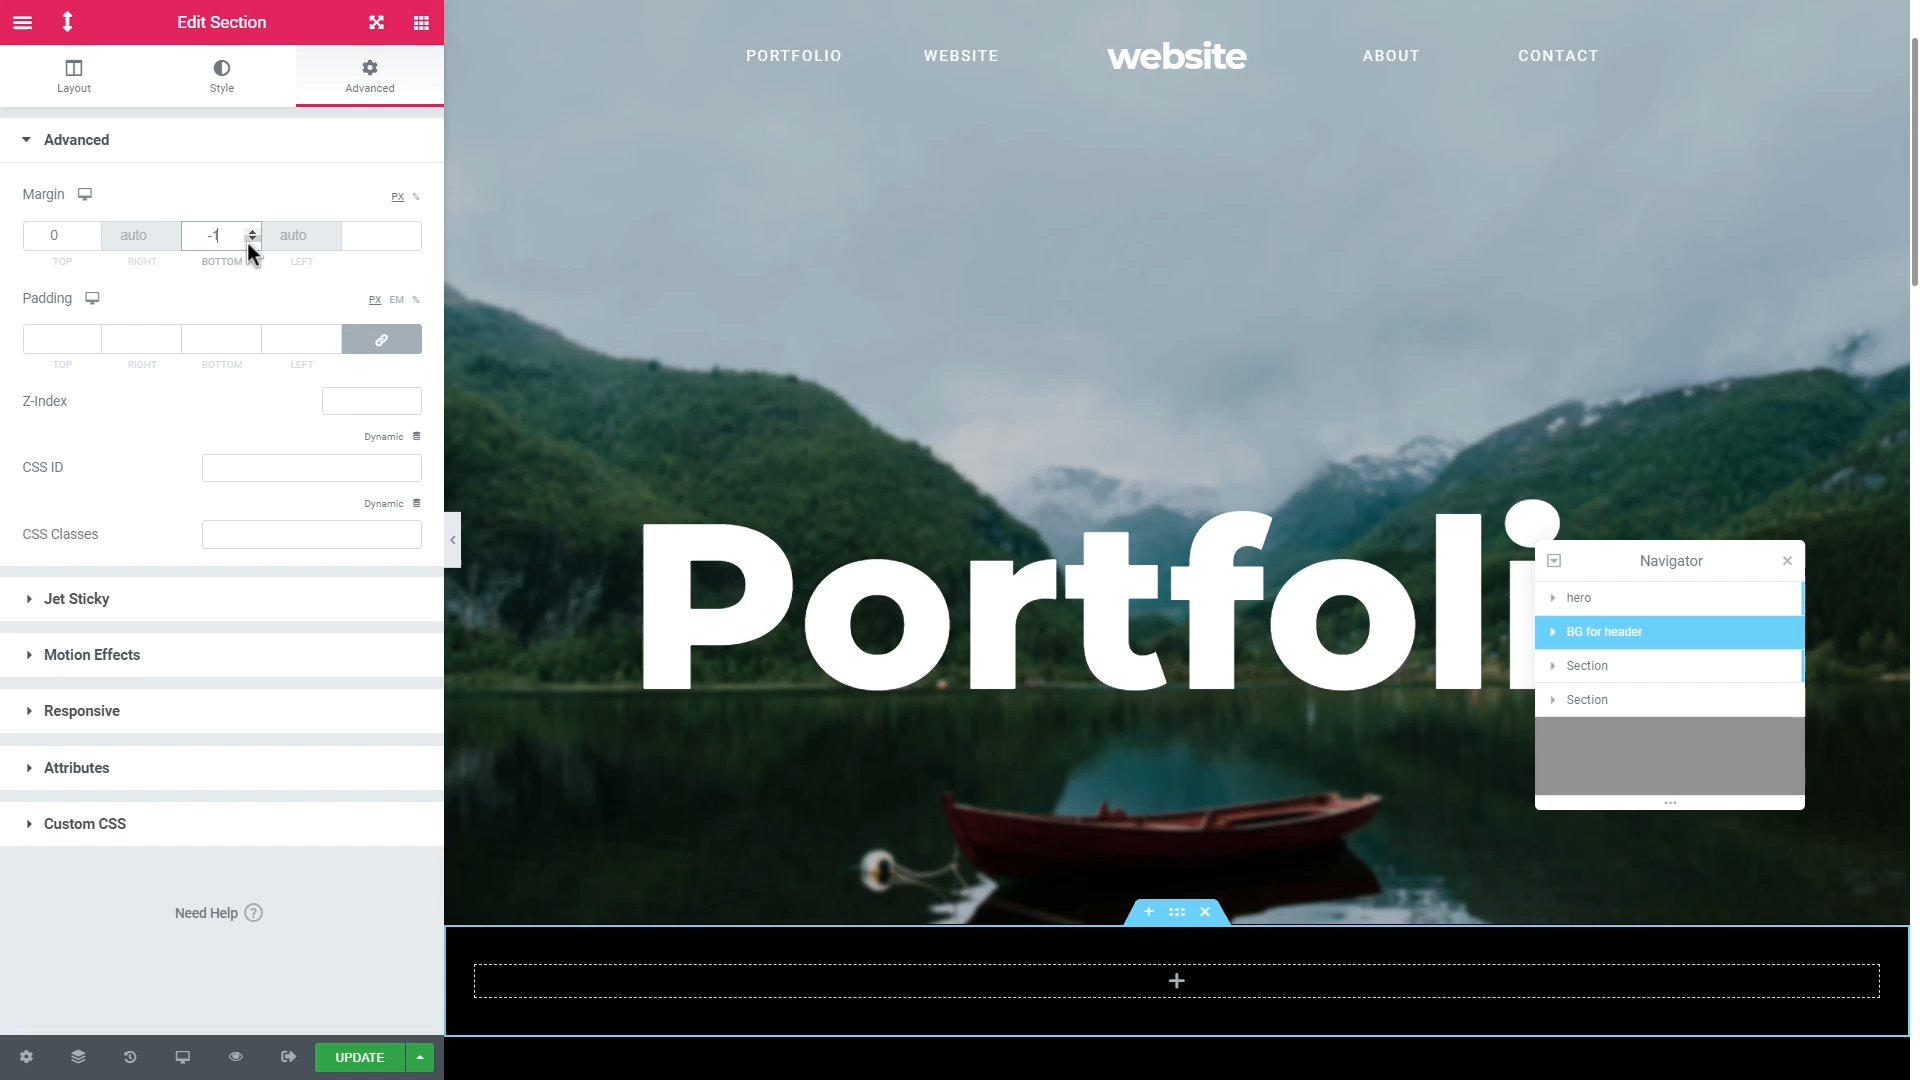 Edit Section
Layout
Style
Advanced
Advanced
Margin
PX %
0 auto -1 auto
TOP RIGHT BOTTOM LEFT
Padding
PX EM %
TOP RIGHT BOTTOM LEFT
Z-Index
Dynamic
CSS ID
Dynamic
CSS Classes
Jet Sticky
Motion Effects
Responsive
Attributes
Custom CSS
Need Help ?
UPDATE
PORTFOLIO WEBSITE website ABOUT CONTACT
Portfoli
Navigator
hero
BG for header
Section
Section